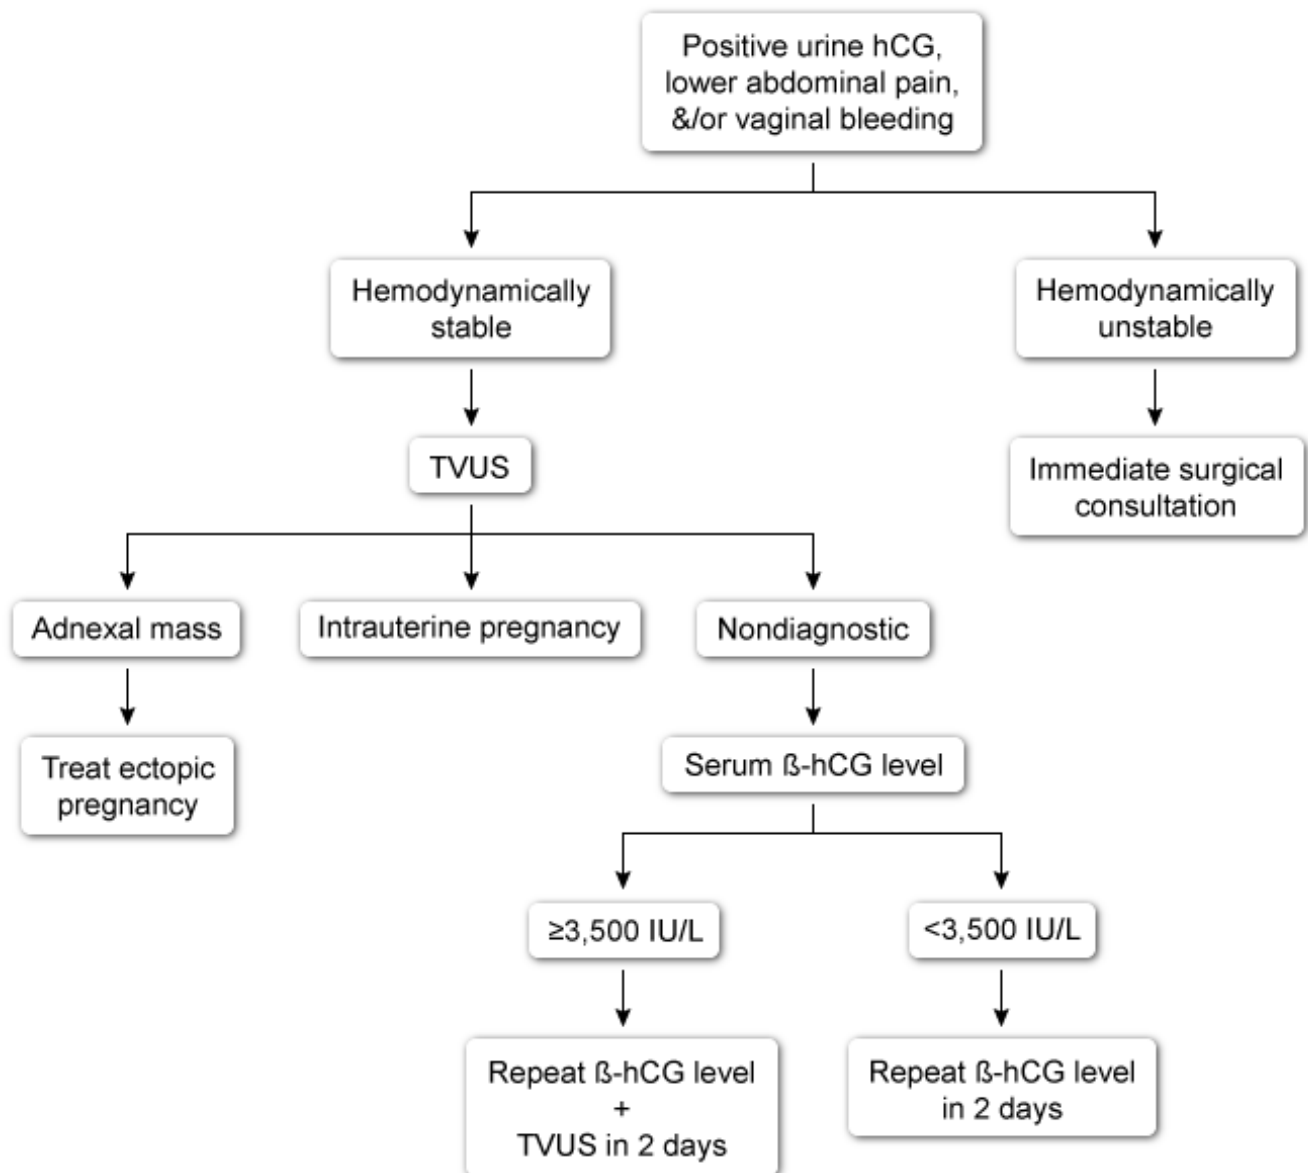 Positive urine hCG,
lower abdominal pain,
&/or vaginal bleeding
Hemodynamically
stable
Hemodynamically
unstable
TVUS
Immediate surgical
consultation
Adnexal mass
Intrauterine pregnancy
Nondiagnostic
Treat ectopic
pregnancy
Serum ß-hCG level
≥3,500 IU/L
<3,500 IU/L
Repeat ß-hCG level
+
TVUS in 2 days
Repeat ß-hCG level
in 2 days